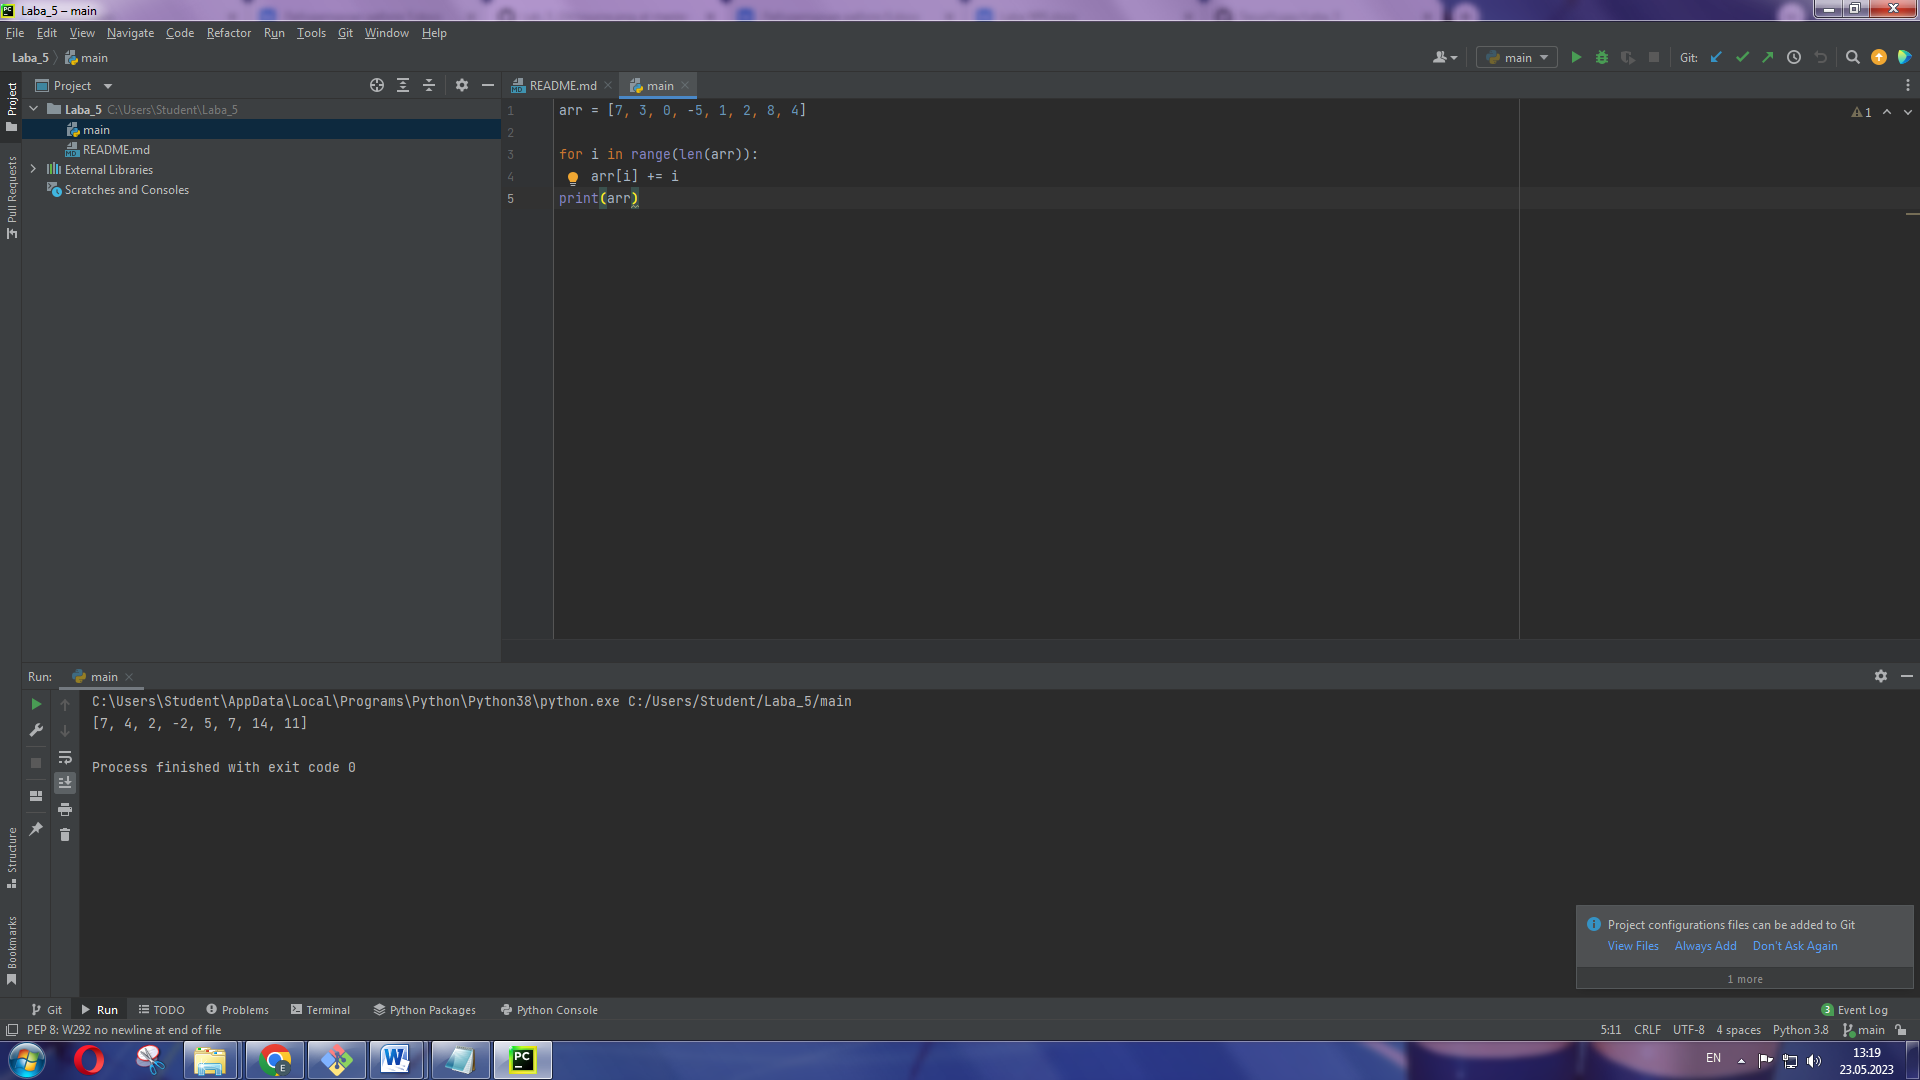 Laba_5 – main
File Edit View Navigate Code Refactor Run Tools Git Window Help
Laba_5 main
main Git:
Project
Project
Pull Requests
Structure
Bookmarks
Laba_5 C:\Users\Student\Laba_5
main
README.md
External Libraries
Scratches and Consoles
README.md main
1 arr = [7, 3, 0, -5, 1, 2, 8, 4]
2
3 for i in range(len(arr)):
4 arr[i] += i
5 print(arr)
1
Run: main
C:\Users\Student\AppData\Local\Programs\Python\Python38\python.exe C:/Users/Student/Laba_5/main
[7, 4, 2, -2, 5, 7, 14, 11]
Process finished with exit code 0
Project configurations files can be added to Git
View Files Always Add Don't Ask Again
1 more
Git Run TODO Problems Terminal Python Packages Python Console 3 Event Log
PEP 8: W292 no newline at end of file 5:11 CRLF UTF-8 4 spaces Python 3.8 main
EN
13:19
23.05.2023